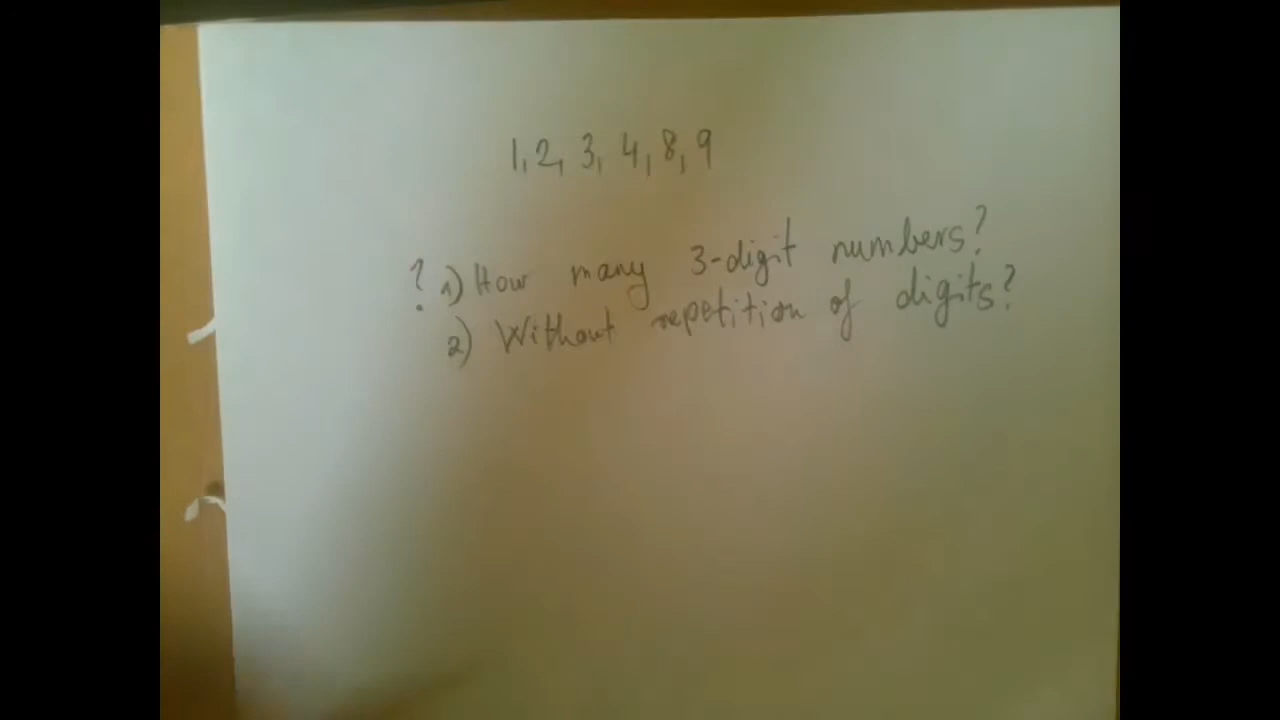 1, 2, 3, 4, 8, 9
? 1) How many 3-digit numbers?
2) Without repetition of digits?